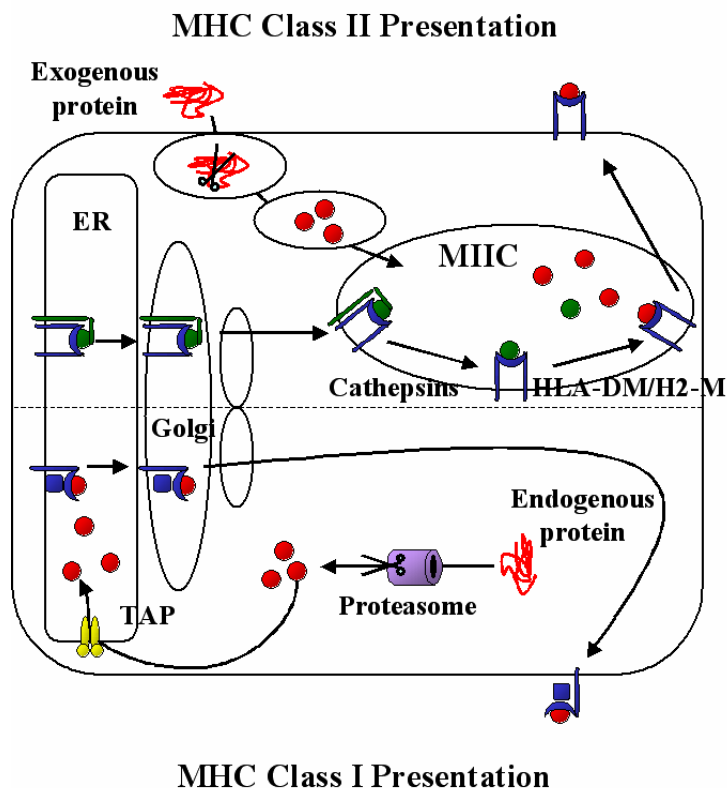 MHC Class II Presentation
Exogenous
protein
ER
MIIC
Cathepsins
HLA-DM/H2-M
Golgi
Endogenous
protein
Proteasome
TAP
MHC Class I Presentation